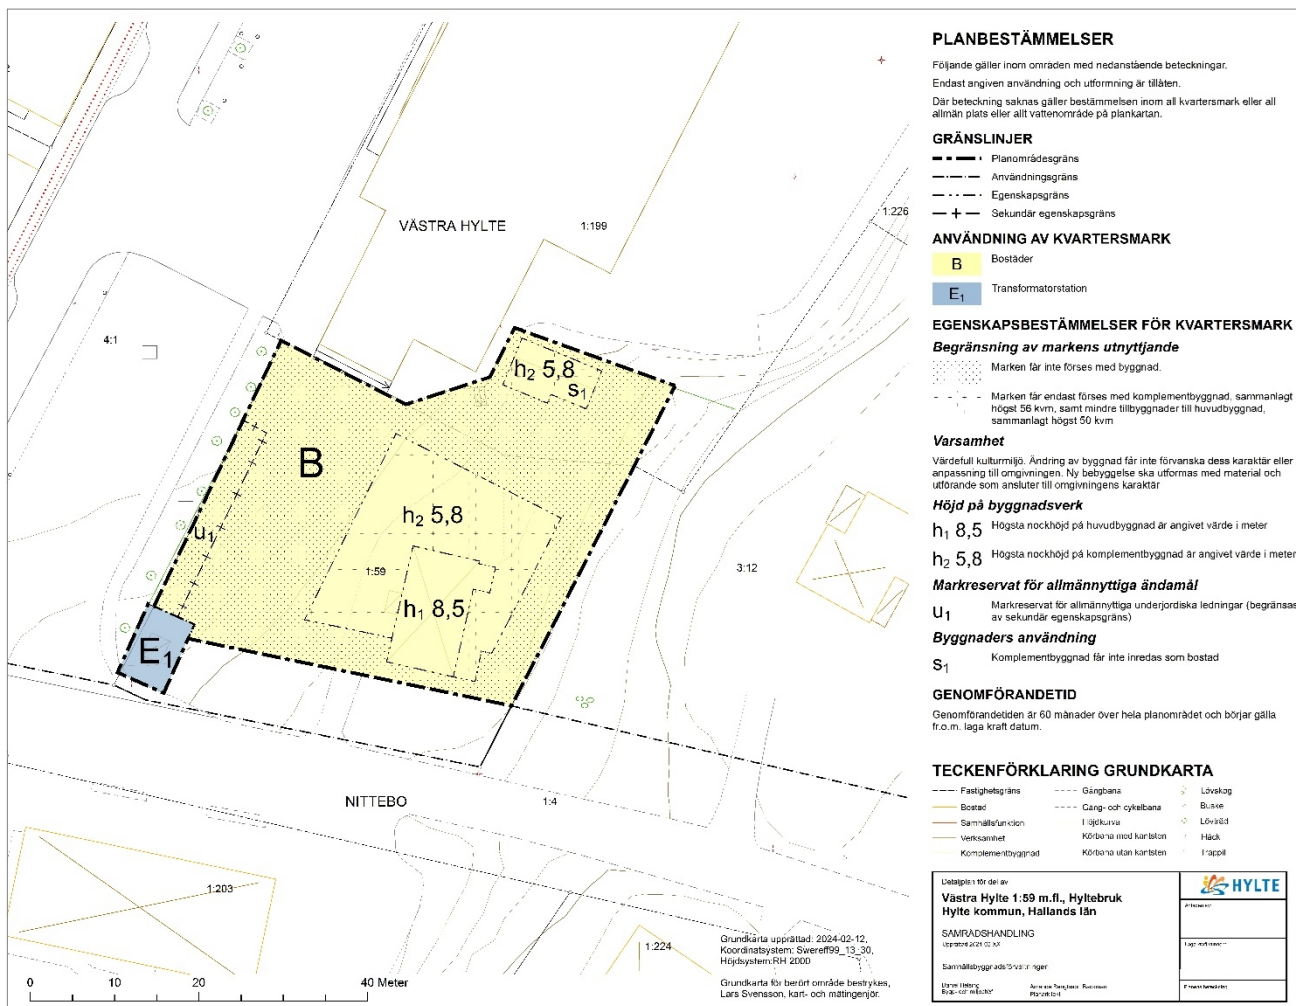 VÄSTRA HYLTE
1:199
1:226
4:1
h₂ 5,8
s₁
B
h₂ 5,8
u₁
1:59
h₁ 8,5
3:12
E₁
NITTEBO
1:4
1:203
1:224
Grundkarta upprättad: 2024-02-12,
Koordinatsystem: Sweref99_13_30,
Höjdsystem:RH 2000
Grundkarta för berört område bestrykes,
Lars Svensson, kart- och mätingenjör.
0 10 20 40 Meter
PLANBESTÄMMELSER
Följande gäller inom områden med nedanstående beteckningar.
Endast angiven användning och utformning är tillåten.
Där beteckning saknas gäller bestämmelsen inom all kvartersmark eller all
allmän plats eller allt vattenområde på plankartan.
GRÄNSLINJER
Planområdesgräns
Användningsgräns
Egenskapsgräns
Sekundär egenskapsgräns
ANVÄNDNING AV KVARTERSMARK
B Bostäder
E₁ Transformatorstation
EGENSKAPSBESTÄMMELSER FÖR KVARTERSMARK
Begränsning av markens utnyttjande
Marken får inte förses med byggnad.
Marken får endast förses med komplementbyggnad, sammanlagt
högst 56 kvm, samt mindre tillbyggnader till huvudbyggnad,
sammanlagt högst 50 kvm
Varsamhet
Värdefull kulturmiljö. Ändring av byggnad får inte förvanska dess karaktär eller
anpassning till omgivningen. Ny bebyggelse ska utformas med material och
utförande som ansluter till omgivningens karaktär
Höjd på byggnadsverk
h₁ 8,5 Högsta nockhöjd på huvudbyggnad är angivet värde i meter
h₂ 5,8 Högsta nockhöjd på komplementbyggnad är angivet värde i meter
Markreservat för allmännyttiga ändamål
u₁ Markreservat för allmännyttiga underjordiska ledningar (begränsas
av sekundär egenskapsgräns)
Byggnaders användning
s₁ Komplementbyggnad får inte inredas som bostad
GENOMFÖRANDETID
Genomförandetiden är 60 månader över hela planområdet och börjar gälla
fr.o.m. laga kraft datum.
TECKENFÖRKLARING GRUNDKARTA
Fastighetsgräns Gångbana Lövskog
Bostad Gång- och cykelbana Buske
Samhällsfunktion Höjdkurva Lövträd
Verksamhet Körbana med kantsten Häck
Komplementbyggnad Körbana utan kantsten Trappa
Detaljplan för del av
Västra Hylte 1:59 m.fl., Hyltebruk
Hylte kommun, Hallands län
HYLTE
SAMRÅDSHANDLING
Samhällsbyggnadsförvaltningen